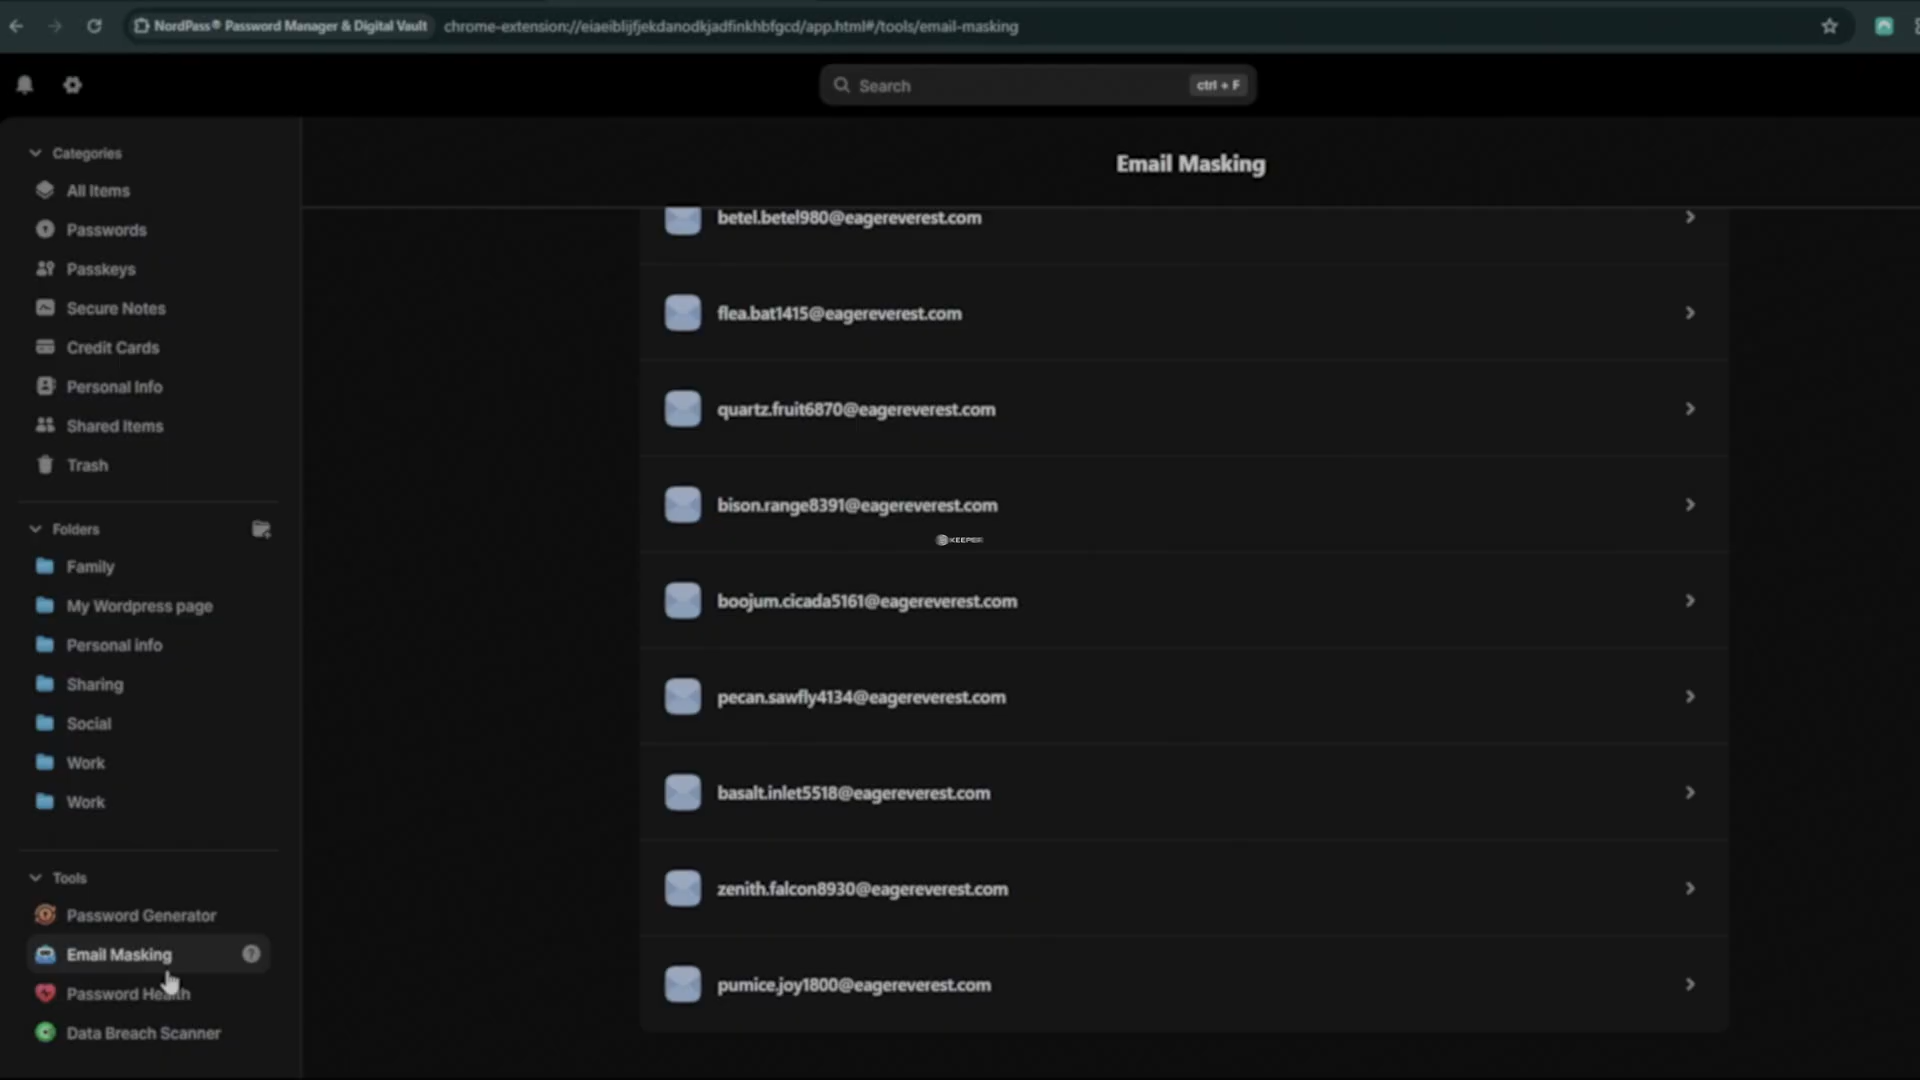 NordPass® Password Manager & Digital Vault
chrome-extension://eiaeiblijfjekdanodkjadfinkhbfgcd/app.html#/tools/email-masking
Search
ctrl + F
Categories
All Items
Passwords
Passkeys
Secure Notes
Credit Cards
Personal Info
Shared Items
Trash
Folders
Family
My Wordpress page
Personal info
Sharing
Social
Work
Work
Tools
Password Generator
Email Masking
?
Password Health
Data Breach Scanner
Email Masking
betel.betel980@eagereverest.com
flea.bat1415@eagereverest.com
quartz.fruit6870@eagereverest.com
bison.range8391@eagereverest.com
KEEPER
boojum.cicada5161@eagereverest.com
pecan.sawfly4134@eagereverest.com
basalt.inlet5518@eagereverest.com
zenith.falcon8930@eagereverest.com
pumice.joy1800@eagereverest.com